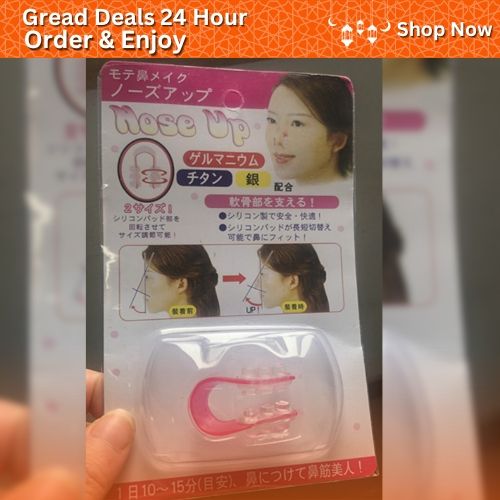 Gread Deals 24 Hour
Order & Enjoy
Shop Now
モテ鼻メイク
ノーズアップ
Nose Up
ゲルマニウム
チタン 銀 配合
2サイズ!
シリコンパッド部を
回転させて
サイズ調節可能!
軟骨部を支える!
●シリコン製で安全・快適!
●シリコンパッドが長短切替え
可能で鼻にフィット!
装着前
UP!
装着時
1日10～15分(目安)、鼻につけて鼻筋美人!